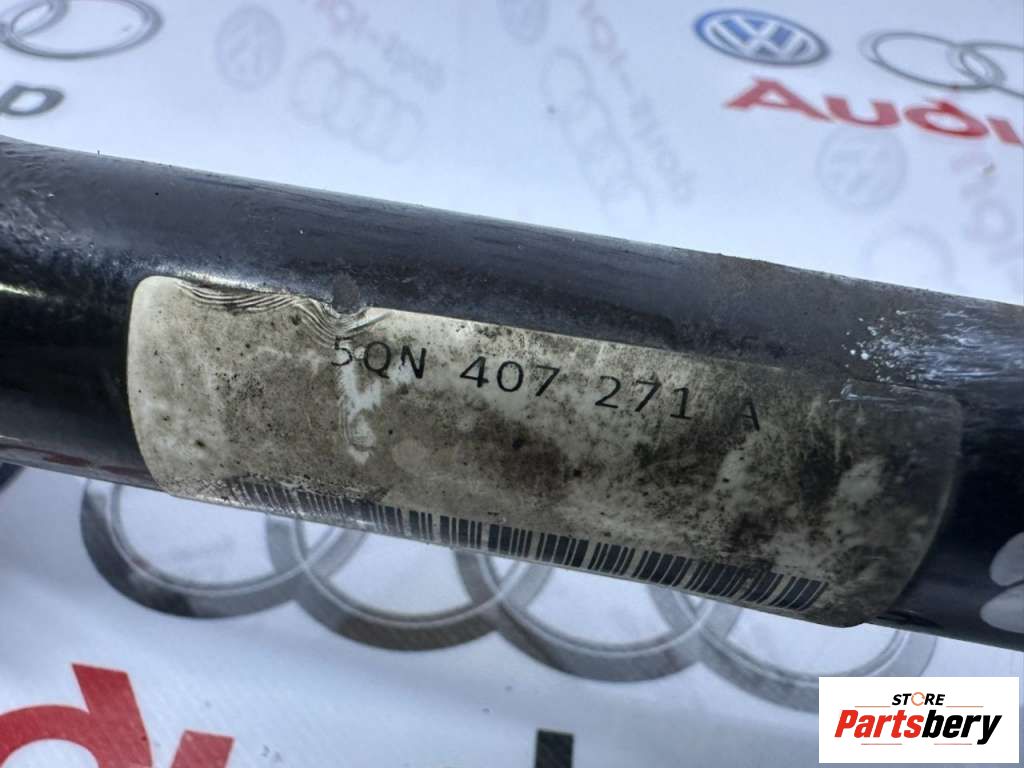 Audi
5QN 407 271 A
STORE
Partsbery